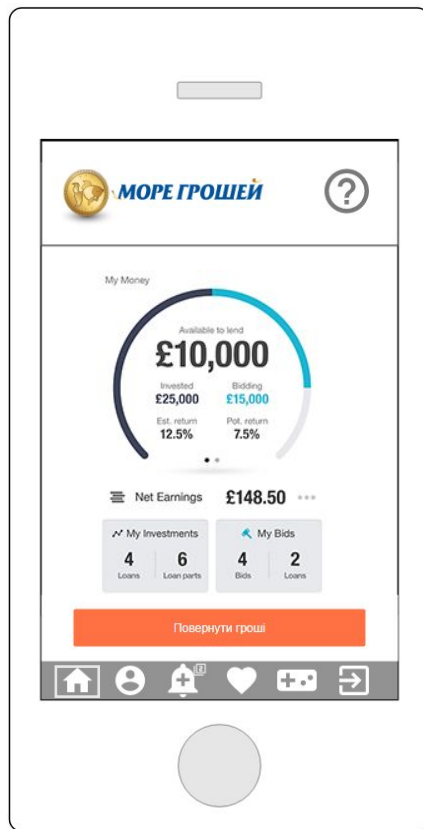 МОРЕ ГРОШЕЙ
?
My Money
Available to lend
£10,000
Invested Bidding
£25,000 £15,000
Est. return Pot. return
12.5% 7.5%
Net Earnings £148.50
My Investments My Bids
4 6 4 2
Loans Loan parts Bids Loans
Повернути гроші
2